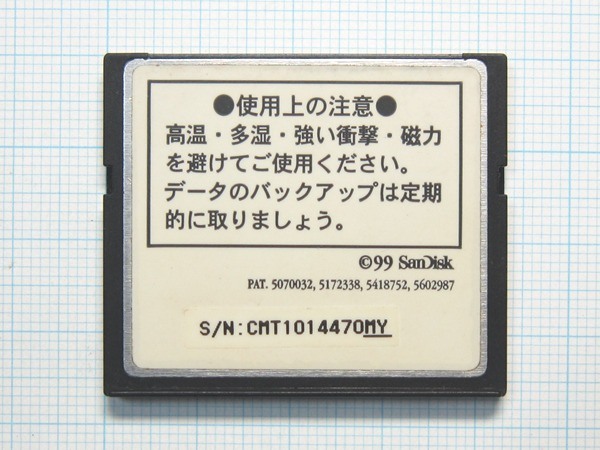 ●使用上の注意●
高温・多湿・強い衝撃・磁力
を避けてご使用ください。
データのバックアップは定期
的に取りましょう。
©99 SanDisk
PAT. 5070032, 5172338, 5418752, 5602987
S/N:CMT1014470MY